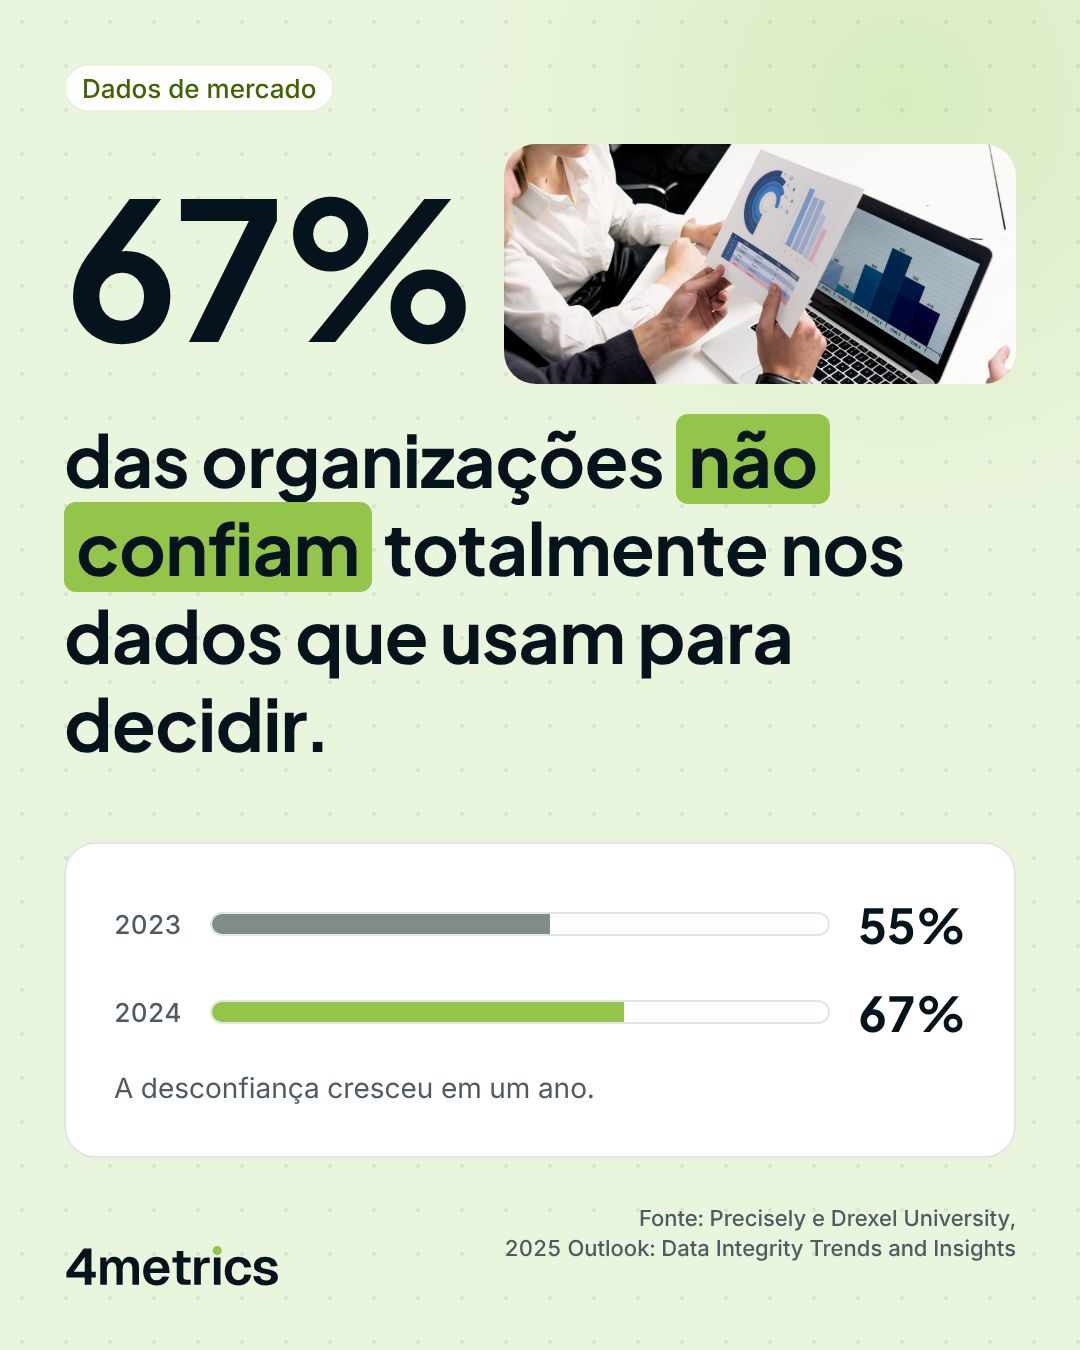 Dados de mercado
67%
das organizações não
confiam totalmente nos
dados que usam para
decidir.
2023 55%
2024 67%
A desconfiança cresceu em um ano.
Fonte: Precisely e Drexel University,
2025 Outlook: Data Integrity Trends and Insights
4metrics